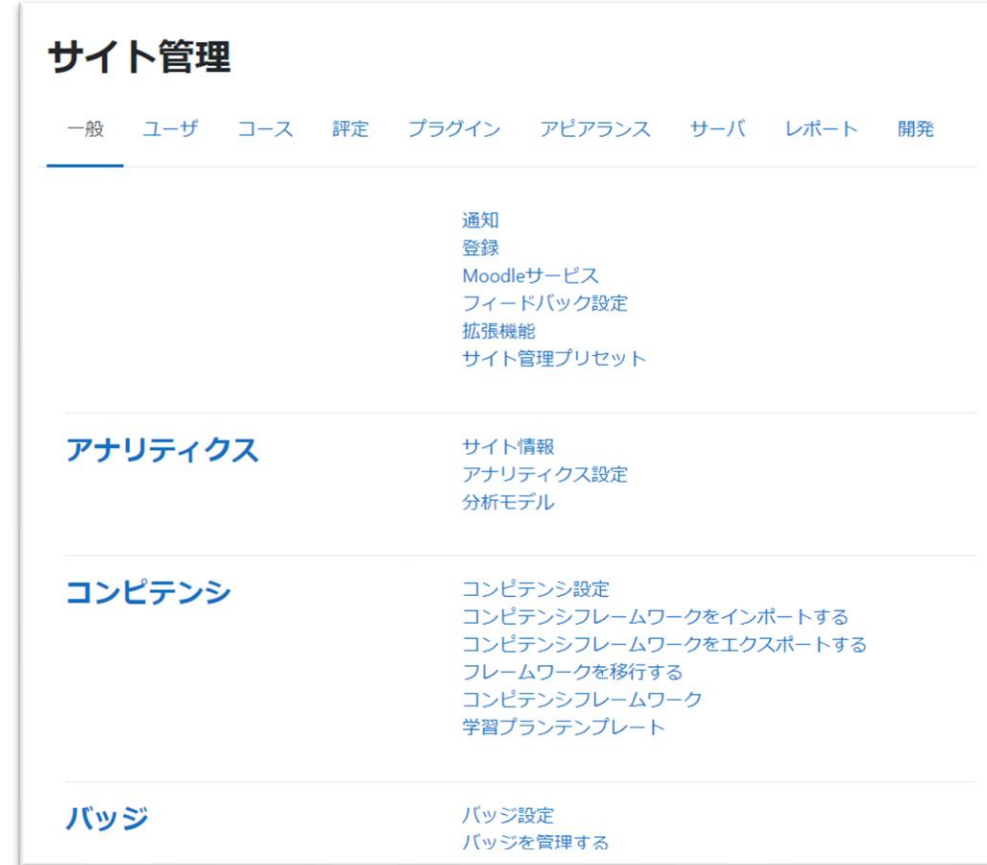 サイト管理
一般 ユーザ コース 評定 プラグイン アピアランス サーバ レポート 開発
通知
登録
Moodleサービス
フィードバック設定
拡張機能
サイト管理プリセット
アナリティクス サイト情報
アナリティクス設定
分析モデル
コンピテンシ コンピテンシ設定
コンピテンシフレームワークをインポートする
コンピテンシフレームワークをエクスポートする
フレームワークを移行する
コンピテンシフレームワーク
学習プランテンプレート
バッジ バッジ設定
バッジを管理する